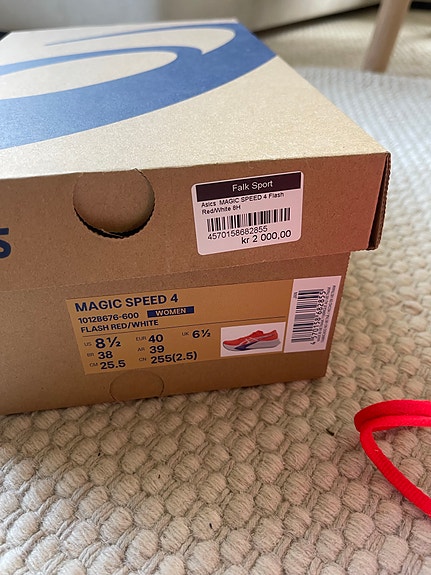 Falk Sport
Asics MAGIC SPEED 4 Flash
Red/White 8H
4570158682855
kr 2 000,00
S
MAGIC SPEED 4
1012B676-600 WOMEN
FLASH RED/WHITE
US 8½ EUR 40 UK 6½
BR 38 AR 39
CM 25.5 CN 255(2.5)
4570158682855